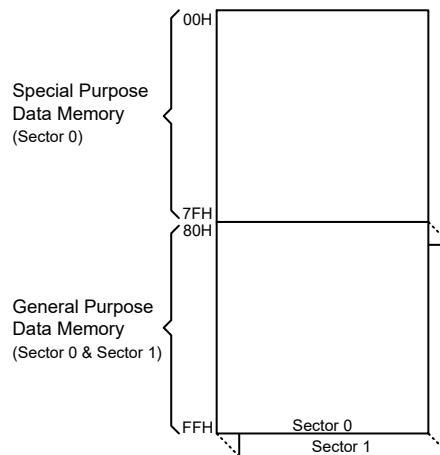 00H
Special Purpose
Data Memory
(Sector 0)
7FH
80H
General Purpose
Data Memory
(Sector 0 & Sector 1)
FFH
Sector 0
Sector 1